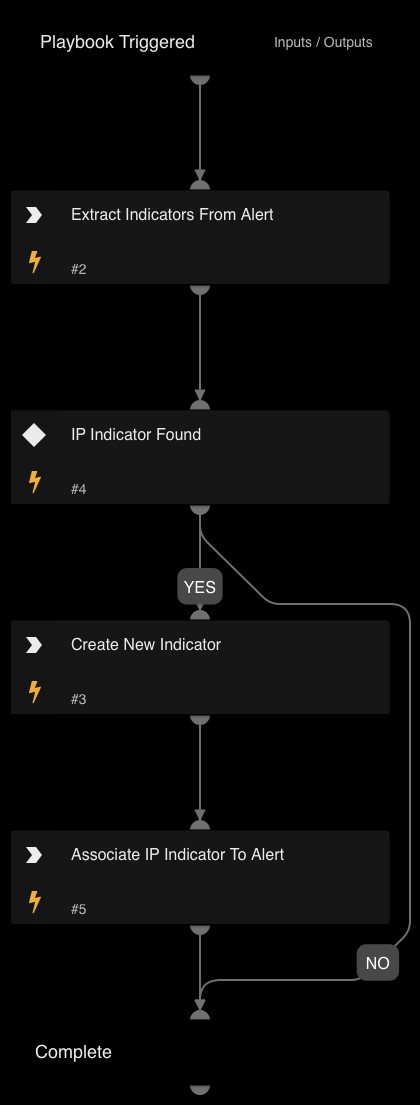 Playbook Triggered
Inputs / Outputs
Extract Indicators From Alert
#2
IP Indicator Found
#4
YES
Create New Indicator
#3
Associate IP Indicator To Alert
#5
NO
Complete